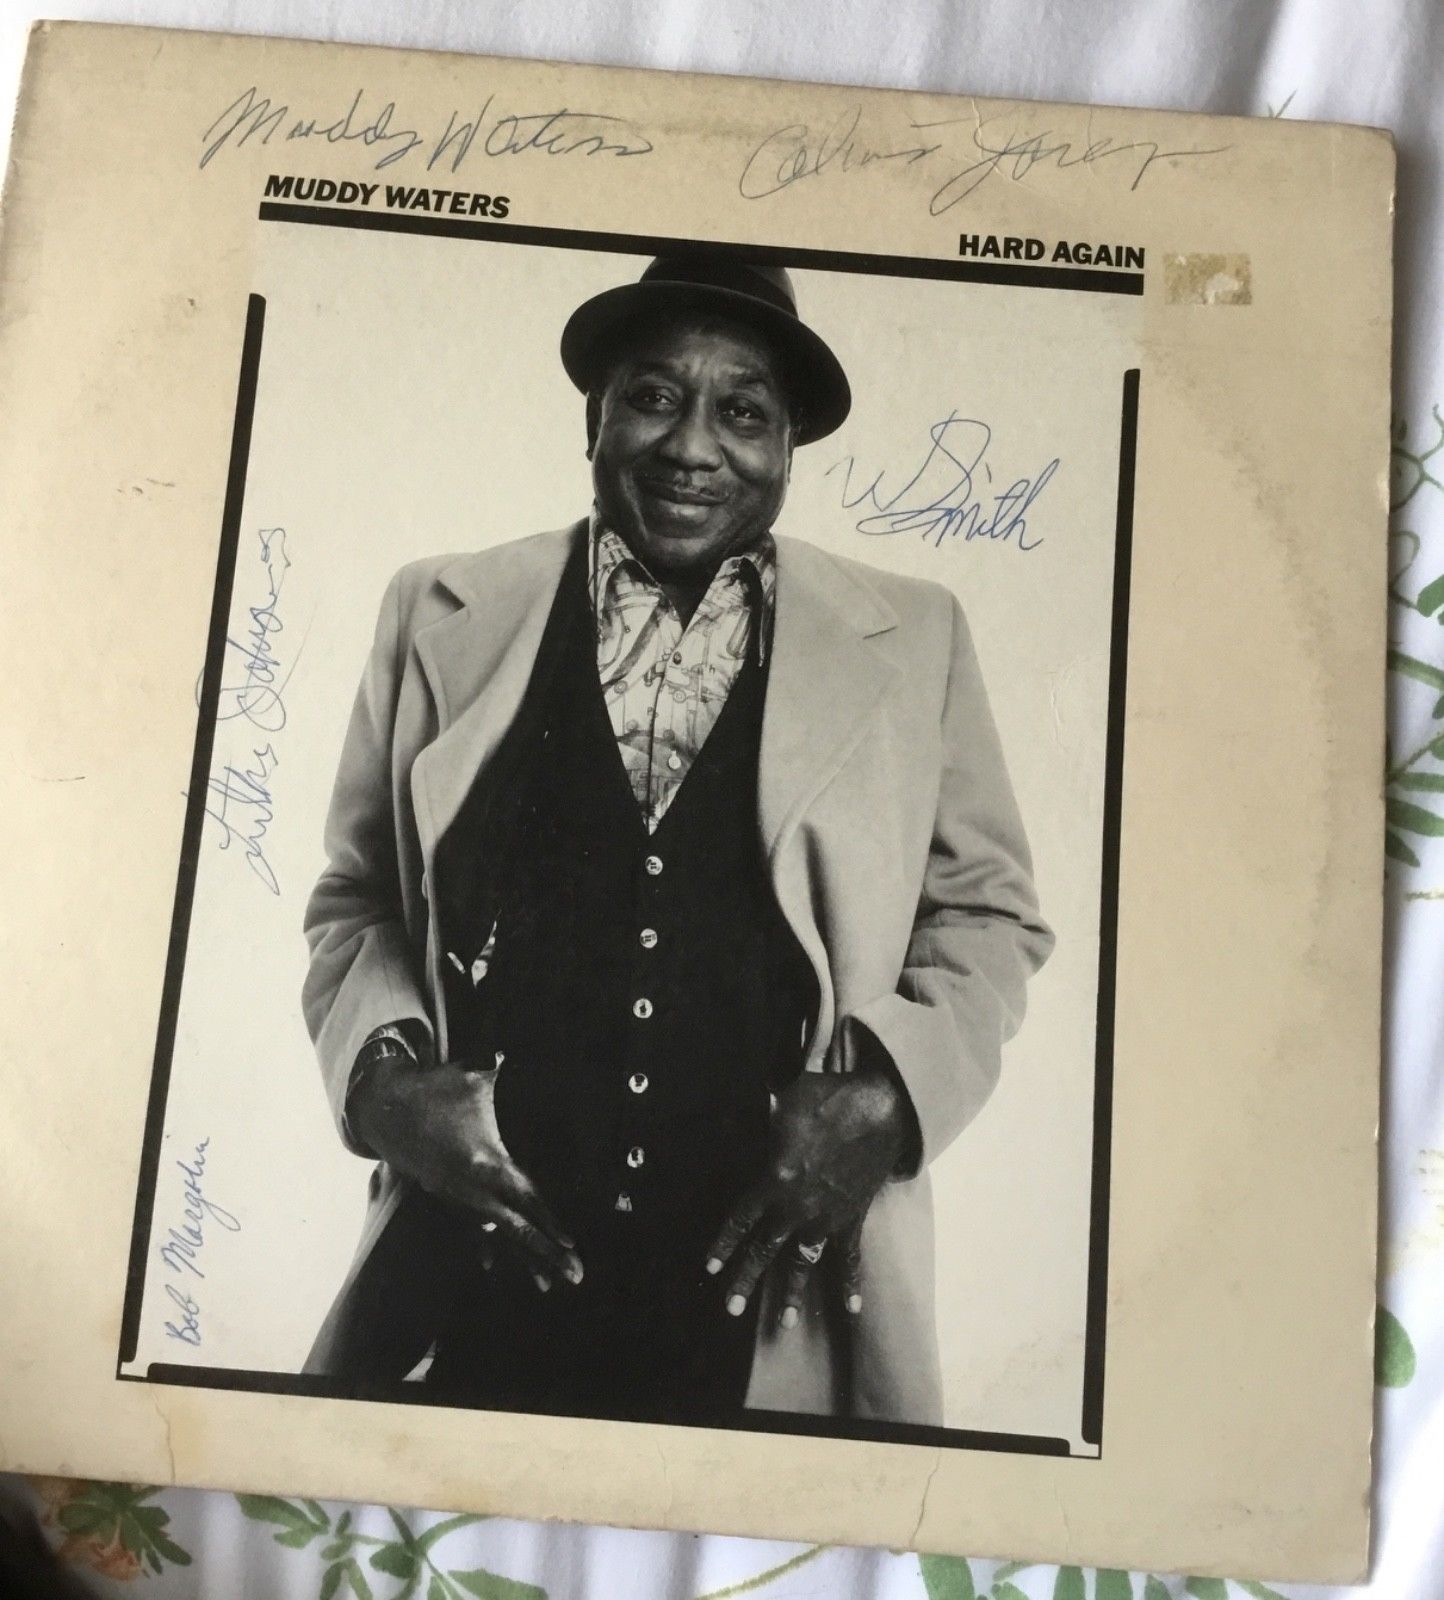 Muddy Waters
Calvin Jones
MUDDY WATERS
HARD AGAIN
W Smith
Luther Johnson
Bob Margolin